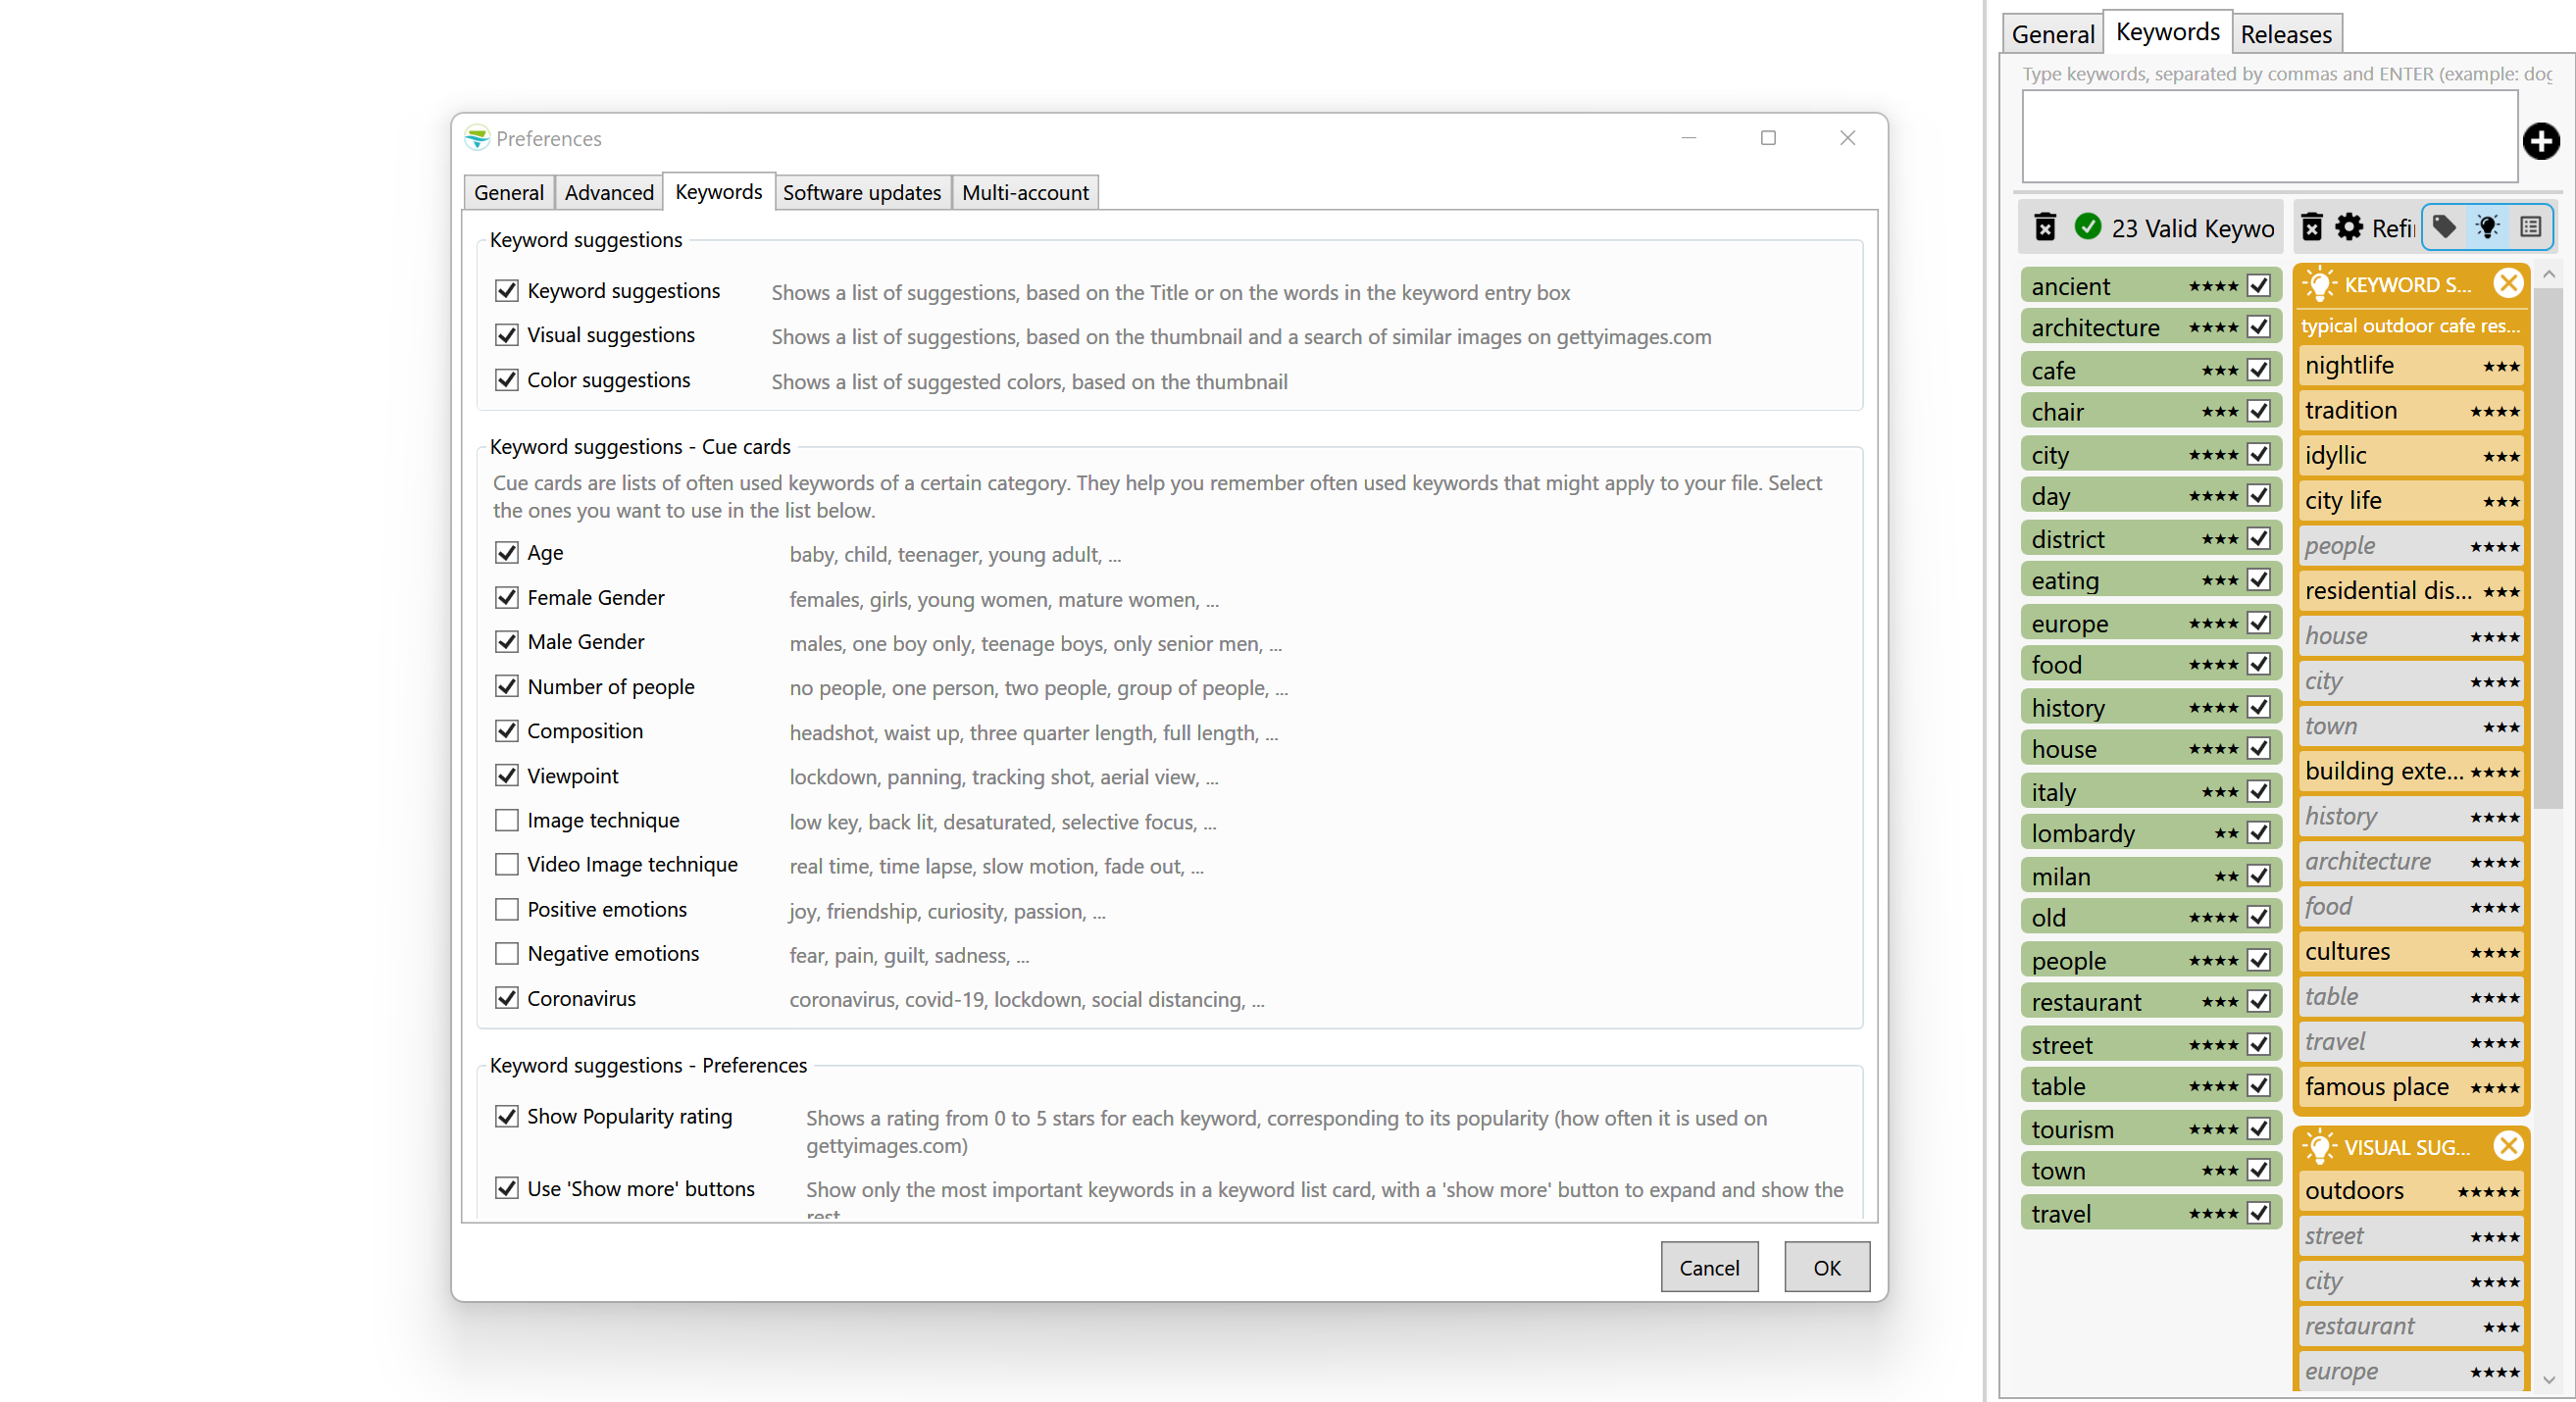 Preferences
General
Advanced
Keywords
Software updates
Multi-account
Keyword suggestions
Keyword suggestions
Shows a list of suggestions, based on the Title or on the words in the keyword entry box
Visual suggestions
Shows a list of suggestions, based on the thumbnail and a search of similar images on gettyimages.com
Color suggestions
Shows a list of suggested colors, based on the thumbnail
Keyword suggestions - Cue cards
Cue cards are lists of often used keywords of a certain category. They help you remember often used keywords that might apply to your file. Select
the ones you want to use in the list below.
Age
baby, child, teenager, young adult, ...
Female Gender
females, girls, young women, mature women, ...
Male Gender
males, one boy only, teenage boys, only senior men, ...
Number of people
no people, one person, two people, group of people, ...
Composition
headshot, waist up, three quarter length, full length, ...
Viewpoint
lockdown, panning, tracking shot, aerial view, ...
Image technique
low key, back lit, desaturated, selective focus, ...
Video Image technique
real time, time lapse, slow motion, fade out, ...
Positive emotions
joy, friendship, curiosity, passion, ...
Negative emotions
fear, pain, guilt, sadness, ...
Coronavirus
coronavirus, covid-19, lockdown, social distancing, ...
Keyword suggestions - Preferences
Show Popularity rating
Shows a rating from 0 to 5 stars for each keyword, corresponding to its popularity (how often it is used on
gettyimages.com)
Use 'Show more' buttons
Show only the most important keywords in a keyword list card, with a 'show more' button to expand and show the
rest
Cancel
OK
General
Keywords
Releases
Type keywords, separated by commas and ENTER (example: dog
23 Valid Keywo
Refi
ancient
architecture
cafe
chair
city
day
district
eating
europe
food
history
house
italy
lombardy
milan
old
people
restaurant
street
table
tourism
town
travel
KEYWORD S...
typical outdoor cafe res...
nightlife
tradition
idyllic
city life
people
residential dis...
house
city
town
building exte...
history
architecture
food
cultures
table
travel
famous place
VISUAL SUG...
outdoors
street
city
restaurant
europe